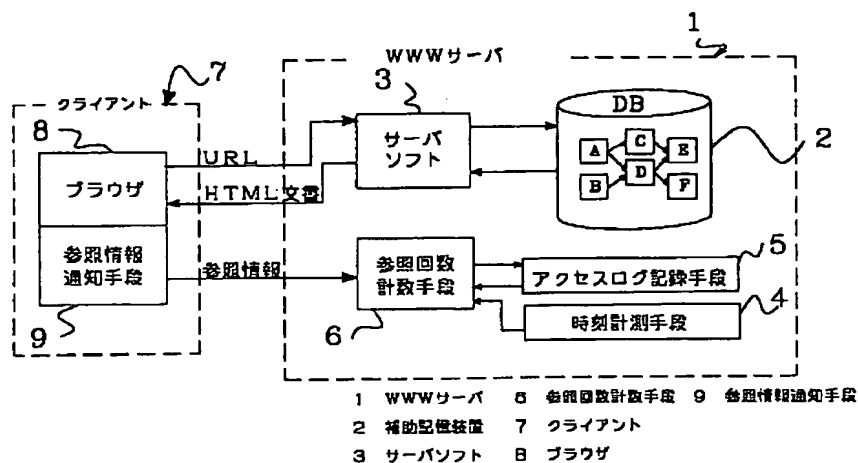 1
WWWサーバ
7
3
クライアント
DB
8
サーバ
ソフト
C
A
E
2
URL
D
ブラウザ
B
F
HTML文書
参照情報
通知手段
参照情報
参照回数
計数手段
5
アクセスログ記録手段
4
9
6
時刻計測手段
1 WWWサーバ 6 参照回数計数手段 9 参照情報通知手段
2 補助記憶装置 7 クライアント
3 サーバソフト 8 ブラウザ